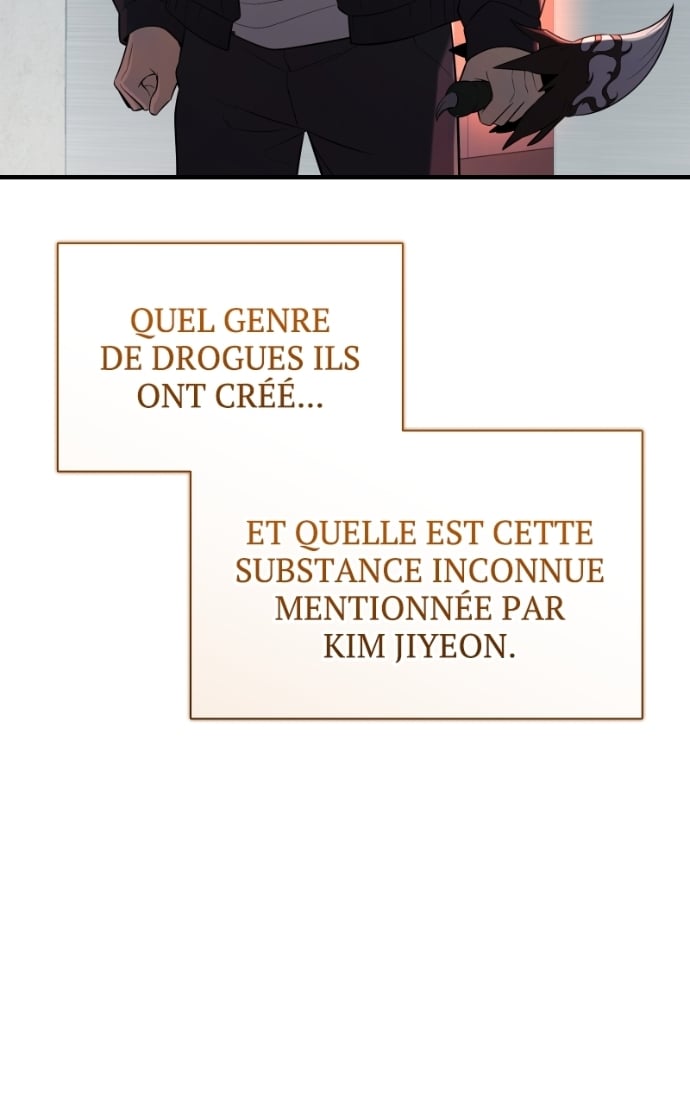 QUEL GENRE
DE DROGUES ILS
ONT CRÉÉ...
ET QUELLE EST CETTE
SUBSTANCE INCONNUE
MENTIONNÉE PAR
KIM JIYEON.